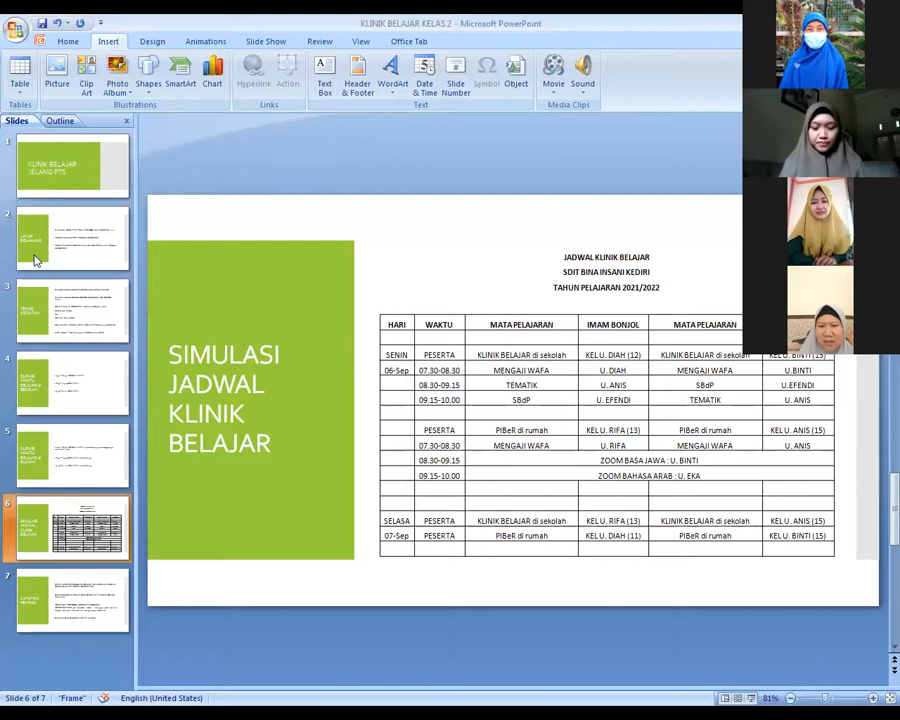 KLINIK BELAJAR KELAS 2 - Microsoft PowerPoint
Home Insert Design Animations Slide Show Review View Office Tab
Table Picture Clip Art Photo Album Shapes SmartArt Chart Hyperlink Action Text Box Header & Footer WordArt Date & Time Slide Number Symbol Object Movie Sound
Tables Illustrations Links Text Media Clips
Slides Outline
1
KLINIK BELAJAR
JELANG PTS
2
3
4
5
6
7
SIMULASI
JADWAL
KLINIK
BELAJAR
JADWAL KLINIK BELAJAR
SDIT BINA INSANI KEDIRI
TAHUN PELAJARAN 2021/2022
HARI WAKTU MATA PELAJARAN IMAM BONJOL MATA PELAJARAN
SENIN PESERTA KLINIK BELAJAR di sekolah KEL U. DIAH (12) KLINIK BELAJAR di sekolah KEL U. BINTI (15)
06-Sep 07.30-08.30 MENGAJI WAFA U. DIAH MENGAJI WAFA U.BINTI
08.30-09.15 TEMATIK U. ANIS SBdP U.EFENDI
09.15-10.00 SBdP U. EFENDI TEMATIK U. ANIS
PESERTA PIBeR di rumah KEL U. RIFA (13) PIBeR di rumah KEL U. ANIS (15)
07.30-08.30 MENGAJI WAFA U. RIFA MENGAJI WAFA U. ANIS
08.30-09.15 ZOOM BASA JAWA : U. BINTI
09.15-10.00 ZOOM BAHASA ARAB : U. EKA
SELASA PESERTA KLINIK BELAJAR di sekolah KEL U. RIFA (13) KLINIK BELAJAR di sekolah KEL U. ANIS (15)
07-Sep PESERTA PIBeR di rumah KEL U. DIAH (11) PIBeR di rumah KEL U. BINTI (15)
Slide 6 of 7 "Frame" English (United States) 81%